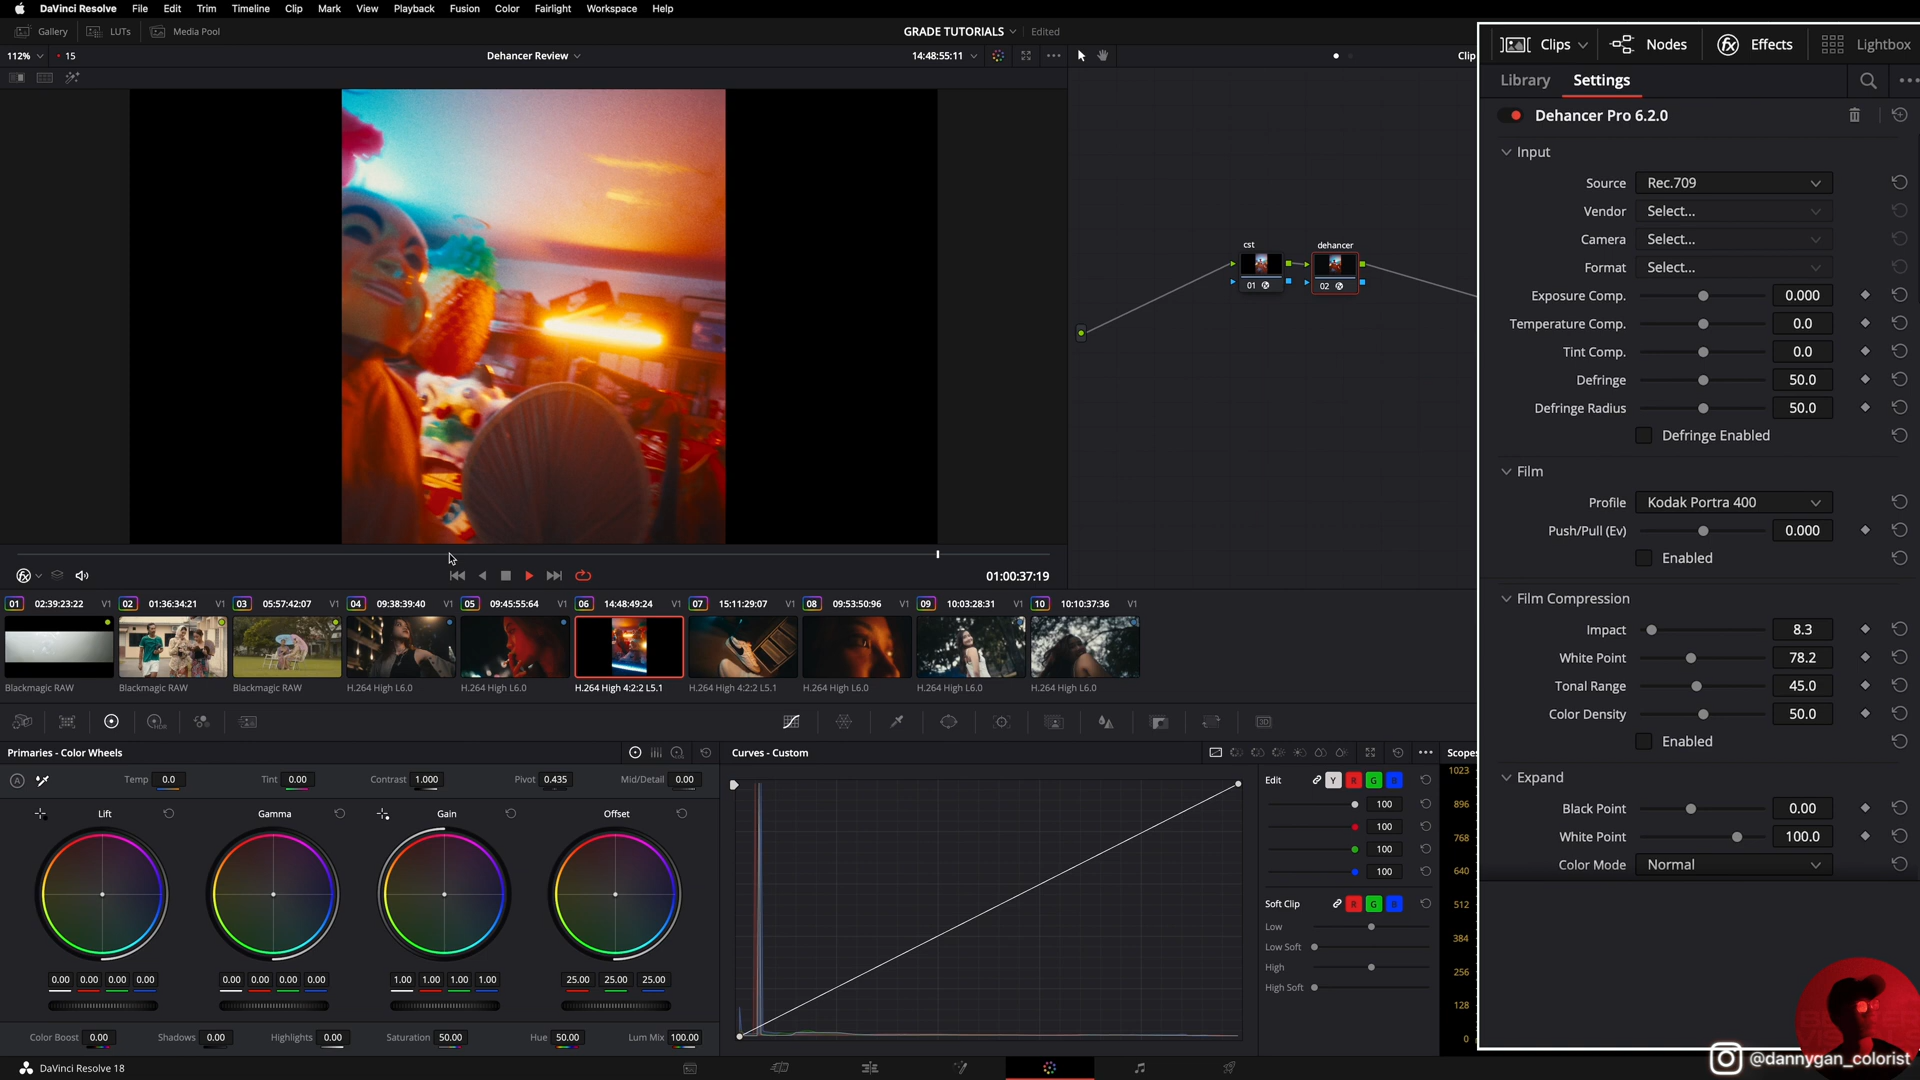 DaVinci Resolve File Edit Trim Timeline Clip Mark View Playback Fusion Color Fairlight Workspace Help
Gallery LUTs Media Pool GRADE TUTORIALS Edited
112% 15 Dehancer Review 14:48:55:11 Clip
Clips Nodes Effects Lightbox
Library Settings
Dehancer Pro 6.2.0
Input
Source Rec.709
Vendor Select...
Camera Select...
Format Select...
Exposure Comp. 0.000
Temperature Comp. 0.0
Tint Comp. 0.0
Defringe 50.0
Defringe Radius 50.0
Defringe Enabled
Film
Profile Kodak Portra 400
Push/Pull (Ev) 0.000
Enabled
Film Compression
Impact 8.3
White Point 78.2
Tonal Range 45.0
Color Density 50.0
Enabled
Expand
Black Point 0.00
White Point 100.0
Color Mode Normal
cst dehancer
01 02
01:00:37:19
01 02:39:23:22 V1 02 01:36:34:21 V1 03 05:57:42:07 V1 04 09:38:39:40 V1 05 09:45:55:64 V1 06 14:48:49:24 V1 07 15:11:29:07 V1 08 09:53:50:96 V1 09 10:03:28:31 V1 10 10:10:37:36 V1
Blackmagic RAW Blackmagic RAW Blackmagic RAW H.264 High L6.0 H.264 High L6.0 H.264 High 4:2:2 L5.1 H.264 High 4:2:2 L5.1 H.264 High L6.0 H.264 High L6.0 H.264 High L6.0
Primaries - Color Wheels
Temp 0.0 Tint 0.00 Contrast 1.000 Pivot 0.435 Mid/Detail 0.00
Lift Gamma Gain Offset
0.00 0.00 0.00 0.00 0.00 0.00 0.00 0.00 1.00 1.00 1.00 1.00 25.00 25.00 25.00
Color Boost 0.00 Shadows 0.00 Highlights 0.00 Saturation 50.00 Hue 50.00 Lum Mix 100.00
Curves - Custom
Edit Y R G B
100
100
100
100
Soft Clip R G B
Low
Low Soft
High
High Soft
Scopes
1023
896
768
640
512
384
256
128
0
DaVinci Resolve 18
@dannygan_colorist